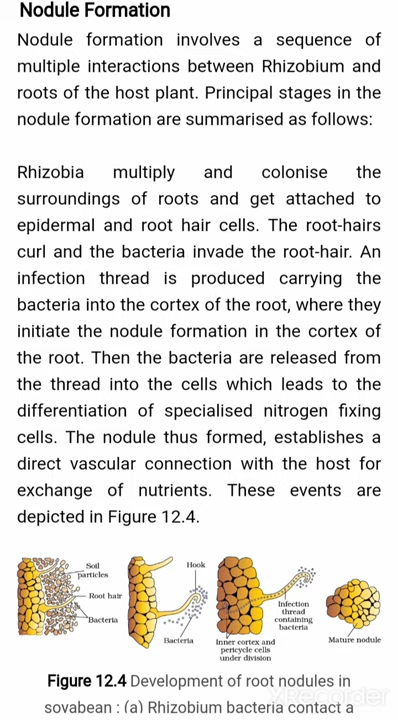 Nodule Formation
Nodule formation involves a sequence of
multiple interactions between Rhizobium and
roots of the host plant. Principal stages in the
nodule formation are summarised as follows:
Rhizobia multiply and colonise the
surroundings of roots and get attached to
epidermal and root hair cells. The root-hairs
curl and the bacteria invade the root-hair. An
infection thread is produced carrying the
bacteria into the cortex of the root, where they
initiate the nodule formation in the cortex of
the root. Then the bacteria are released from
the thread into the cells which leads to the
differentiation of specialised nitrogen fixing
cells. The nodule thus formed, establishes a
direct vascular connection with the host for
exchange of nutrients. These events are
depicted in Figure 12.4.
Soil
particles
Root hair
Bacteria
Hook
Bacteria
Infection
thread
containing
bacteria
Inner cortex and
pericycle cells
under division
Mature nodule
Figure 12.4 Development of root nodules in
soyabean : (a) Rhizobium bacteria contact a
XRecorder